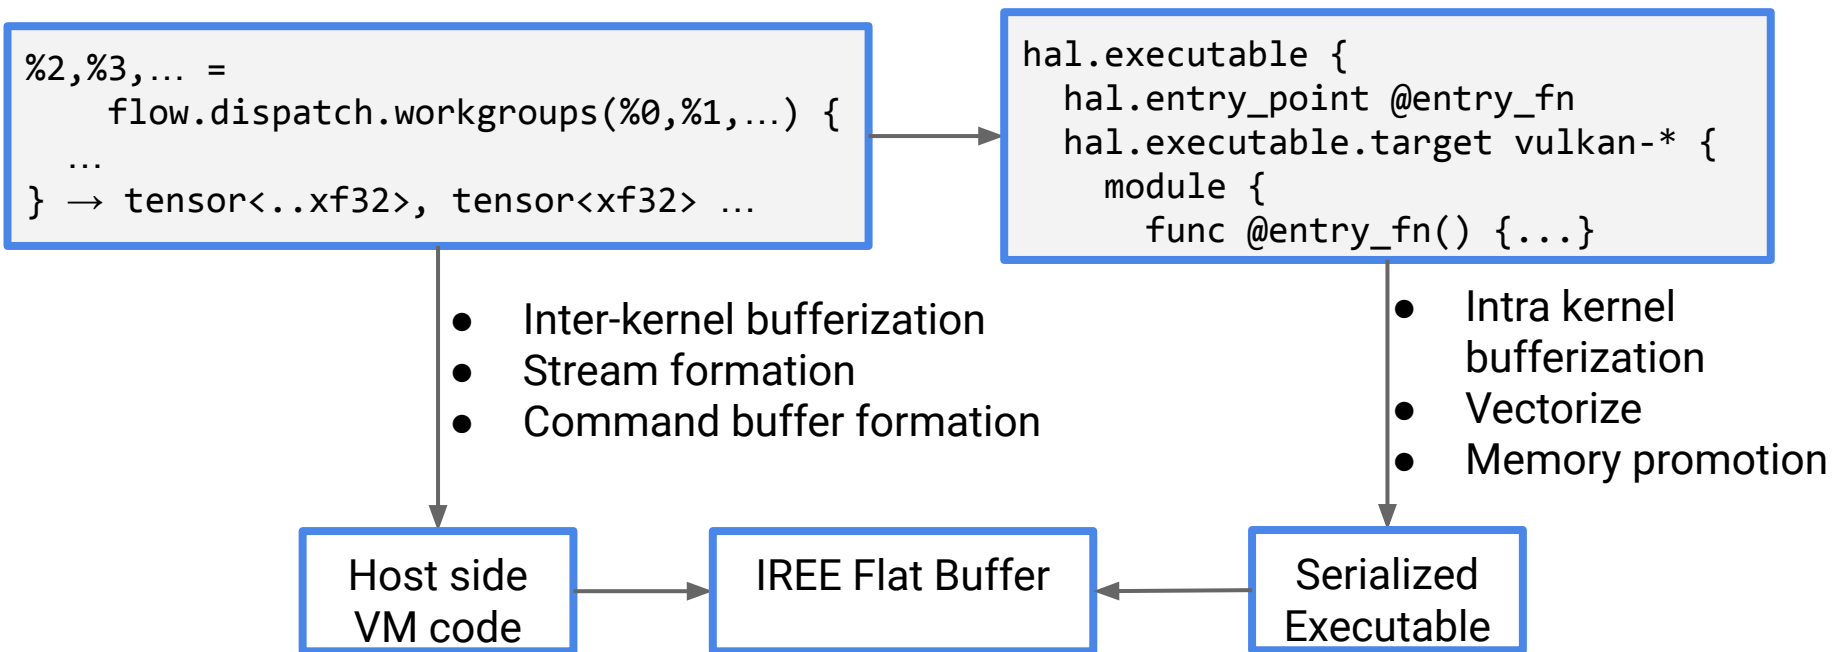 %2,%3,… =
    flow.dispatch.workgroups(%0,%1,…) {
  …
} → tensor<..xf32>, tensor<xf32> …
hal.executable {
  hal.entry_point @entry_fn
  hal.executable.target vulkan-* {
    module {
      func @entry_fn() {...}
● Inter-kernel bufferization
● Stream formation
● Command buffer formation
● Intra kernel
bufferization
● Vectorize
● Memory promotion
Host side
VM code
IREE Flat Buffer
Serialized
Executable